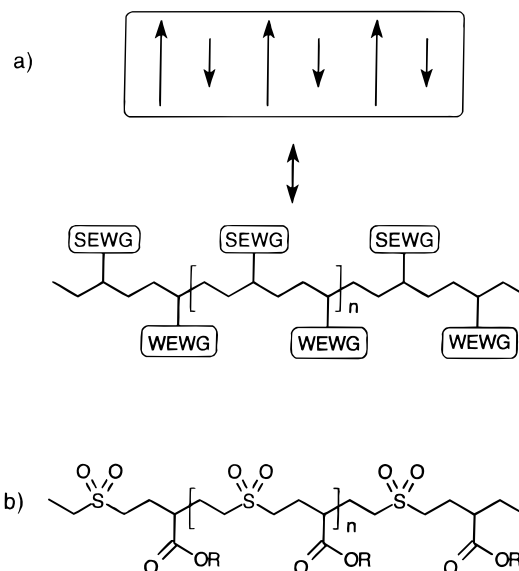 a)
SEWG SEWG SEWG
n
WEWG WEWG WEWG
O O O O O O
b) S S S
n
O OR O OR O OR